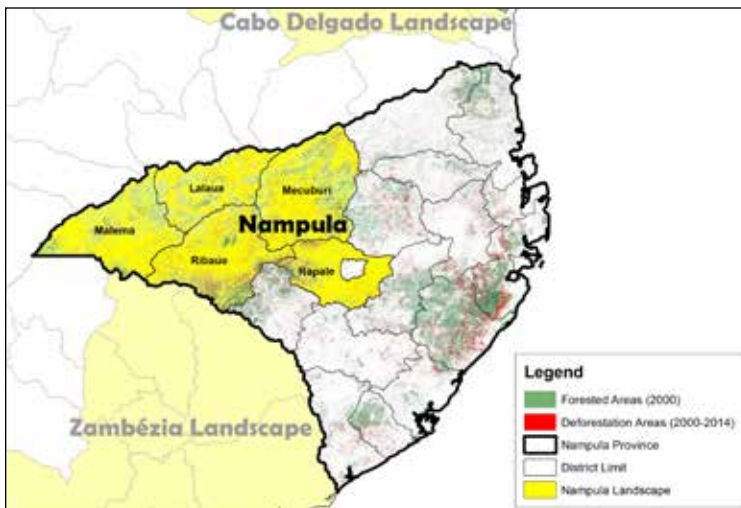 Cabo Delgado Landscape
Lalaua
Mecuburi
Malema
Nampula
Ribaue
Rapale
Zambézia Landscape
Legend
Forested Areas (2000)
Deforestation Areas (2000-2014)
Nampula Province
District Limit
Nampula Landscape